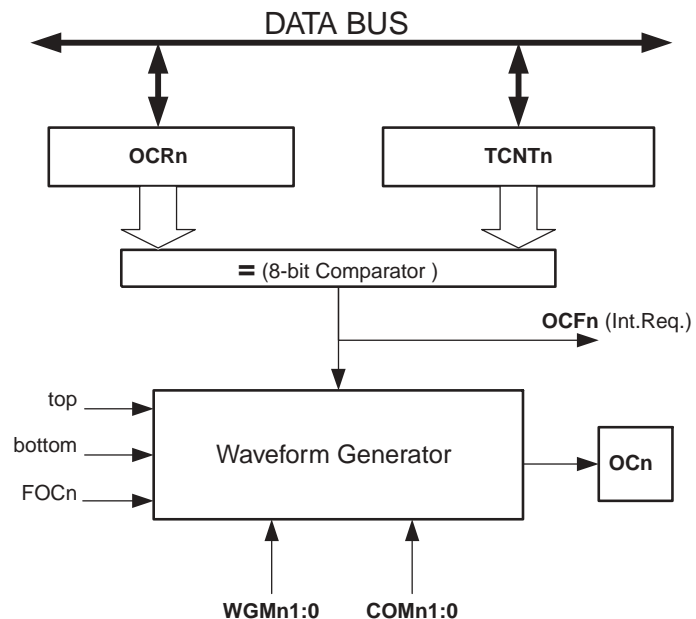 DATA BUS
OCRn
TCNTn
= (8-bit Comparator )
OCFn (Int.Req.)
top
bottom
FOCn
Waveform Generator
OCn
WGMn1:0
COMn1:0